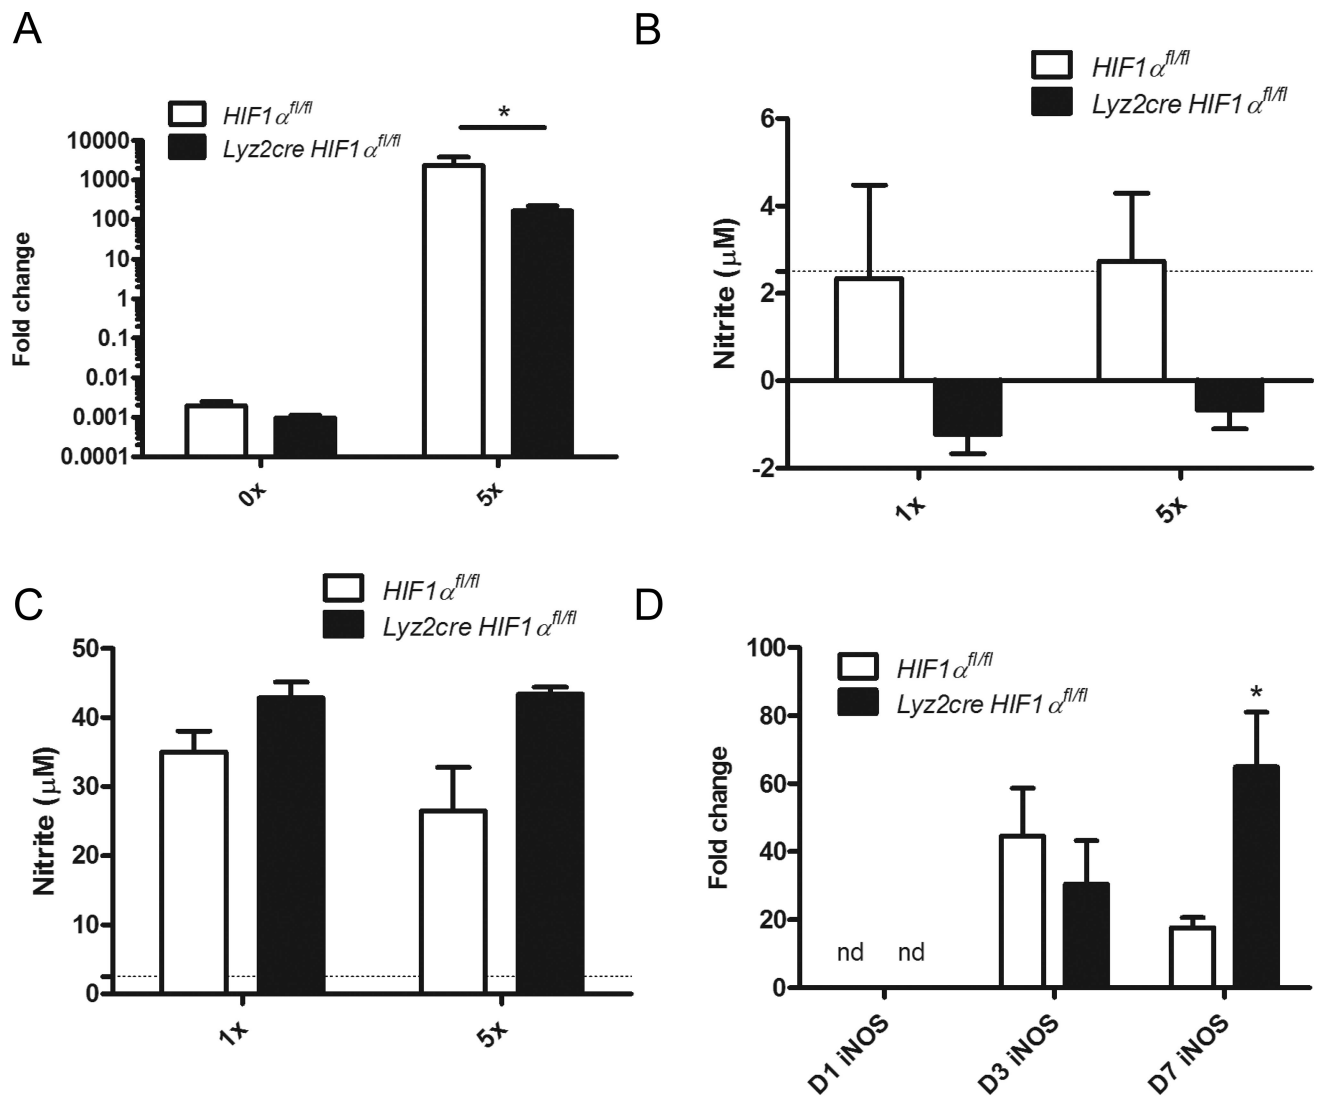 A
HIF1α^fl/fl
Lyz2cre HIF1α^fl/fl
*
10000
1000
100
10
1
0.1
0.01
0.001
0.0001
Fold change
0x
5x
B
HIF1α^fl/fl
Lyz2cre HIF1α^fl/fl
6
4
2
0
-2
Nitrite (μM)
1x
5x
C
HIF1α^fl/fl
Lyz2cre HIF1α^fl/fl
50
40
30
20
10
0
Nitrite (μM)
1x
5x
D
HIF1α^fl/fl
Lyz2cre HIF1α^fl/fl
*
100
80
60
40
20
0
Fold change
nd nd
D1 iNOS
D3 iNOS
D7 iNOS